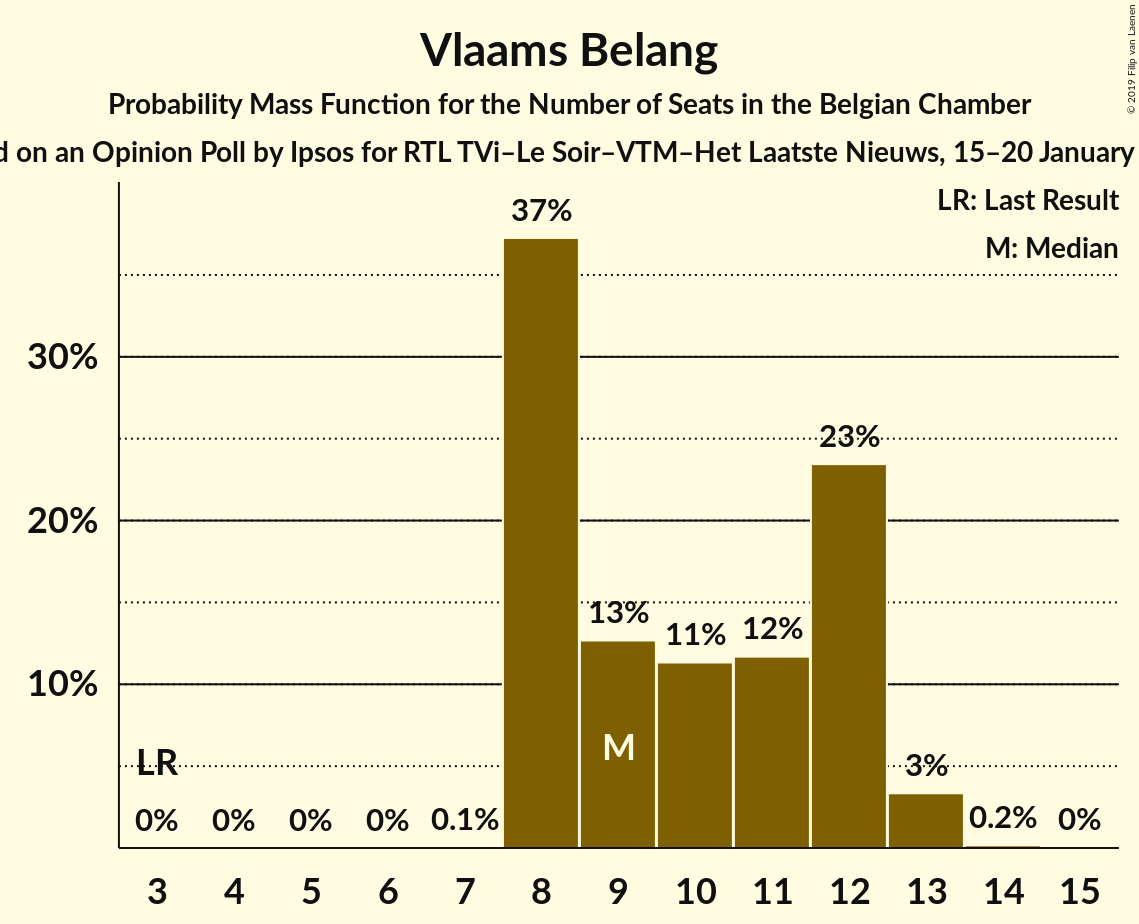 Vlaams Belang
Probability Mass Function for the Number of Seats in the Belgian Chamber
on an Opinion Poll by Ipsos for RTL TVi–Le Soir–VTM–Het Laatste Nieuws, 15–20 January
© 2019 Filip van Laenen
LR: Last Result
M: Median
37%
30%
23%
20%
13%
11%
12%
10%
M
LR
3%
0%
0%
0%
0%
0.1%
0.2%
0%
3 4 5 6 7 8 9 10 11 12 13 14 15